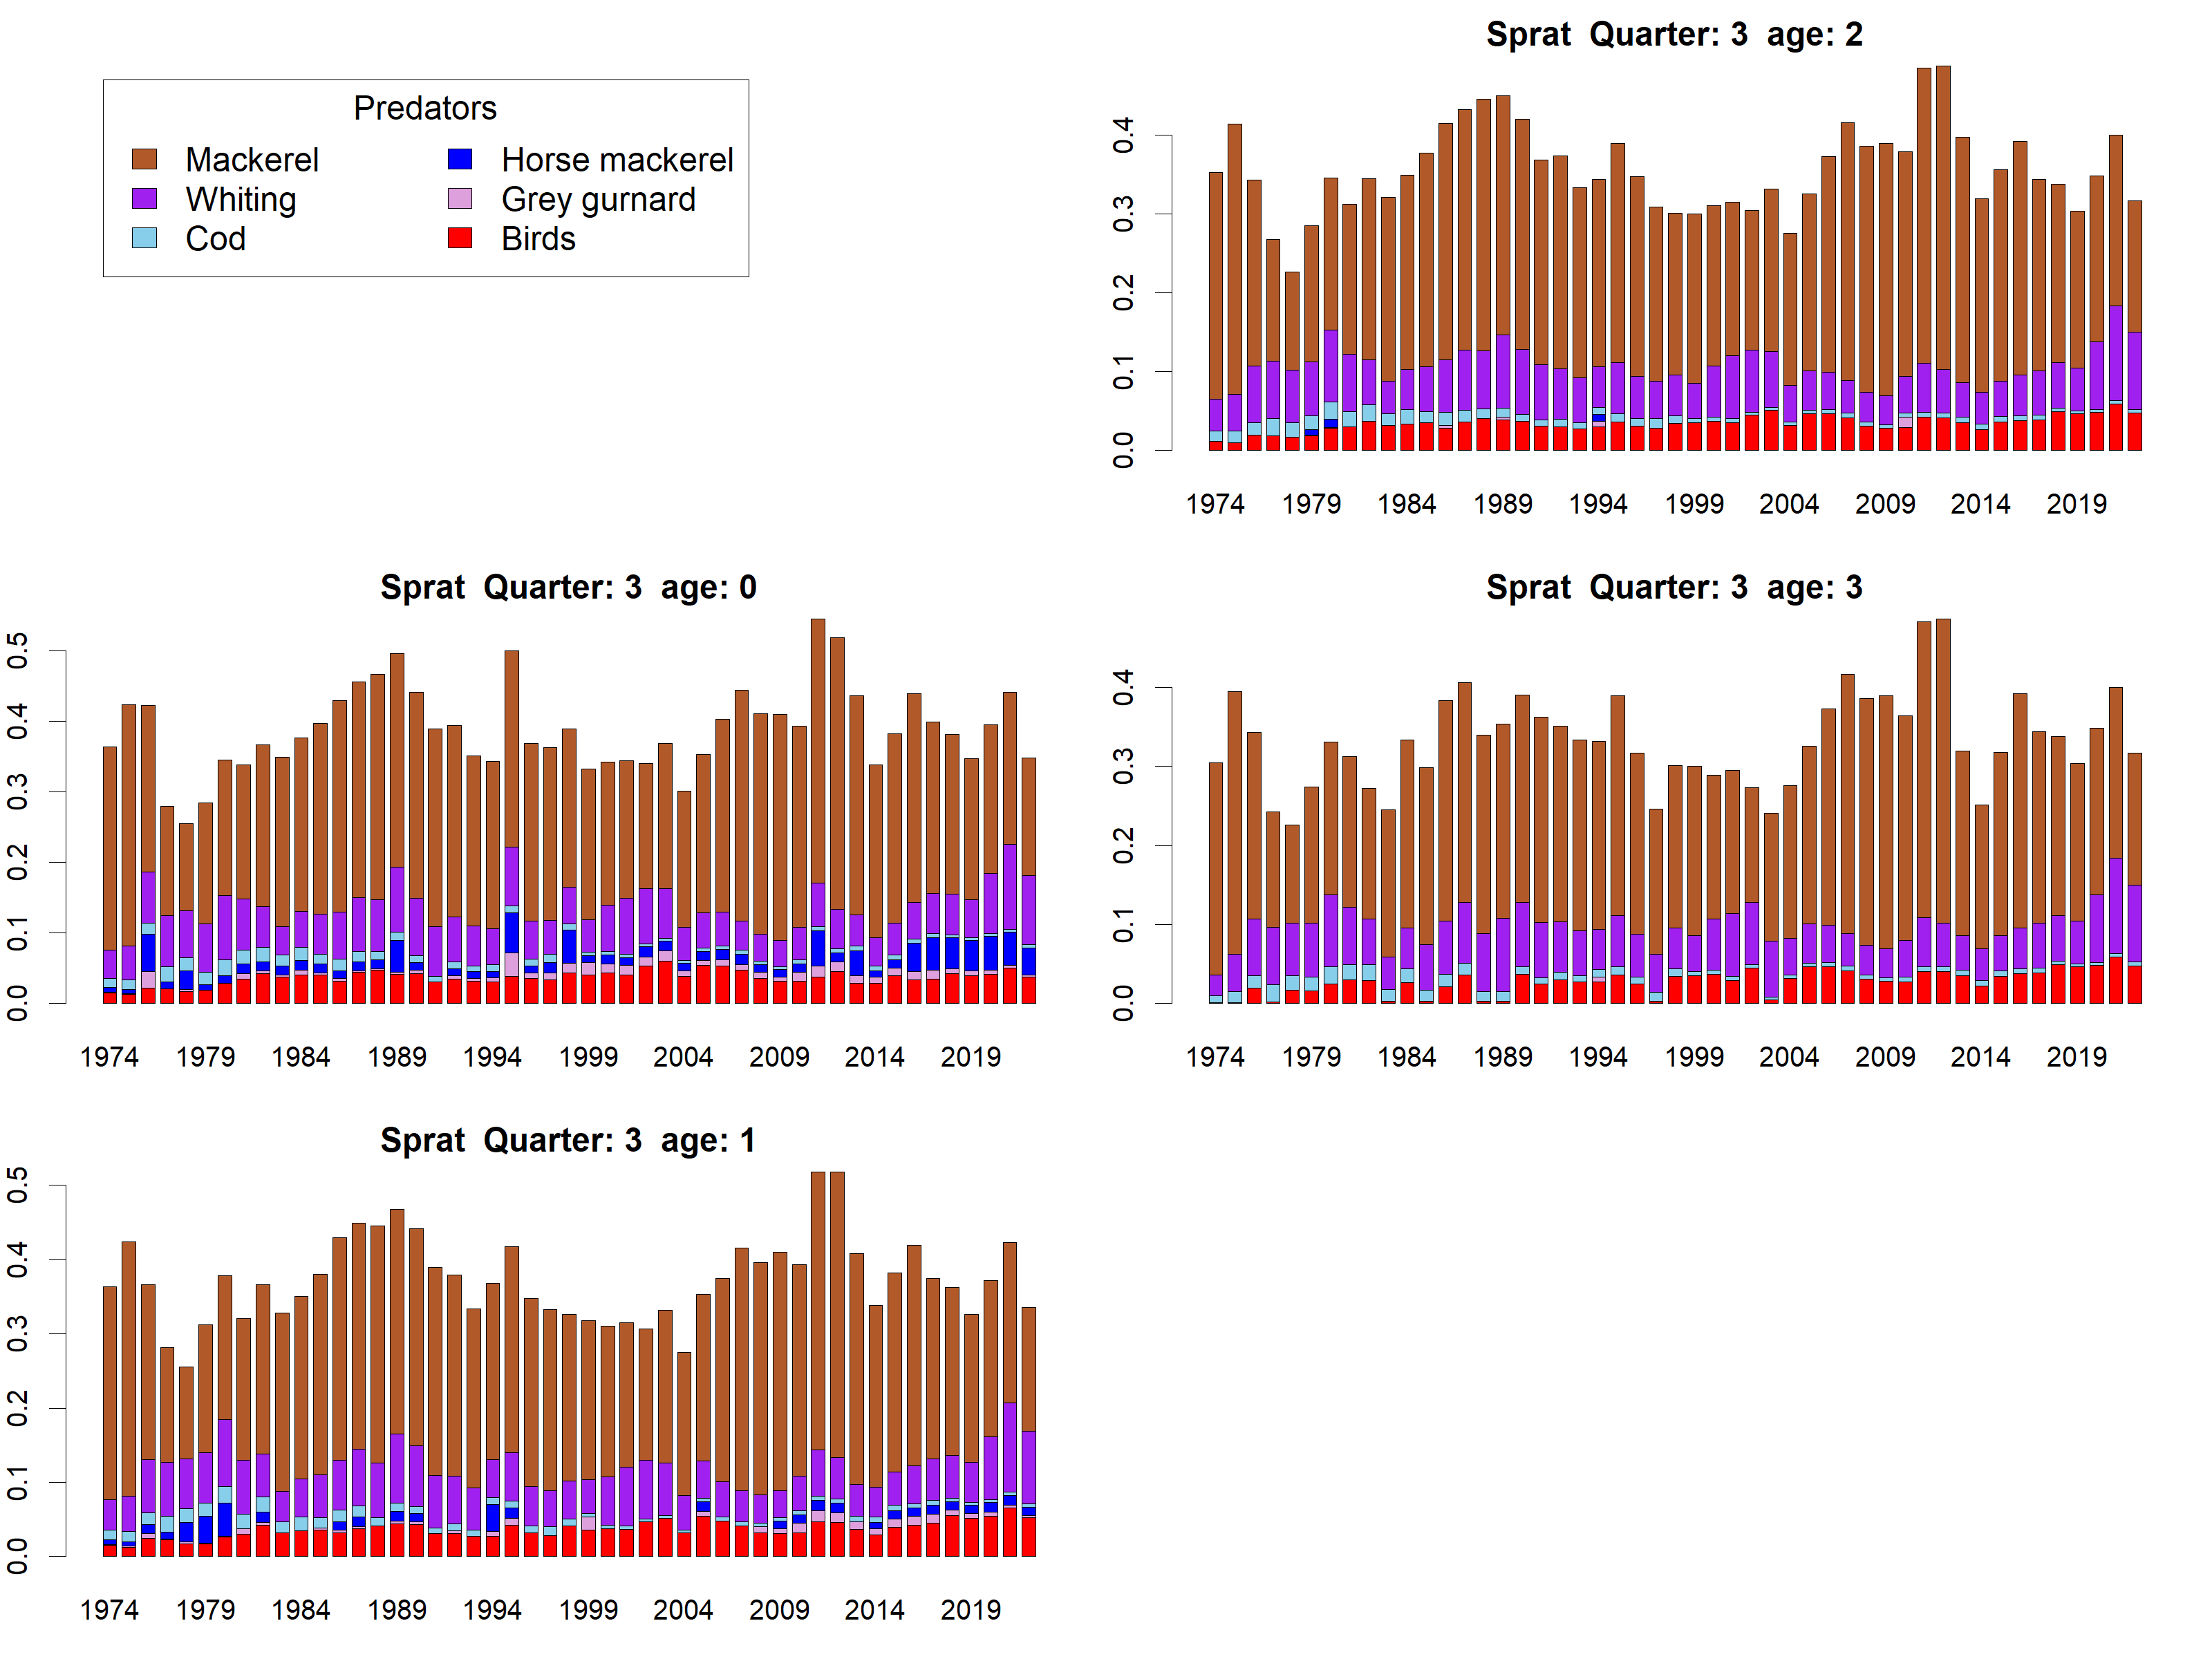 Predators
Mackerel
Whiting
Cod
Horse mackerel
Grey gurnard
Birds
Sprat  Quarter: 3  age: 2
0.0 0.1 0.2 0.3 0.4
1974 1979 1984 1989 1994 1999 2004 2009 2014 2019
Sprat  Quarter: 3  age: 0
0.0 0.1 0.2 0.3 0.4 0.5
1974 1979 1984 1989 1994 1999 2004 2009 2014 2019
Sprat  Quarter: 3  age: 3
0.0 0.1 0.2 0.3 0.4
1974 1979 1984 1989 1994 1999 2004 2009 2014 2019
Sprat  Quarter: 3  age: 1
0.0 0.1 0.2 0.3 0.4 0.5
1974 1979 1984 1989 1994 1999 2004 2009 2014 2019